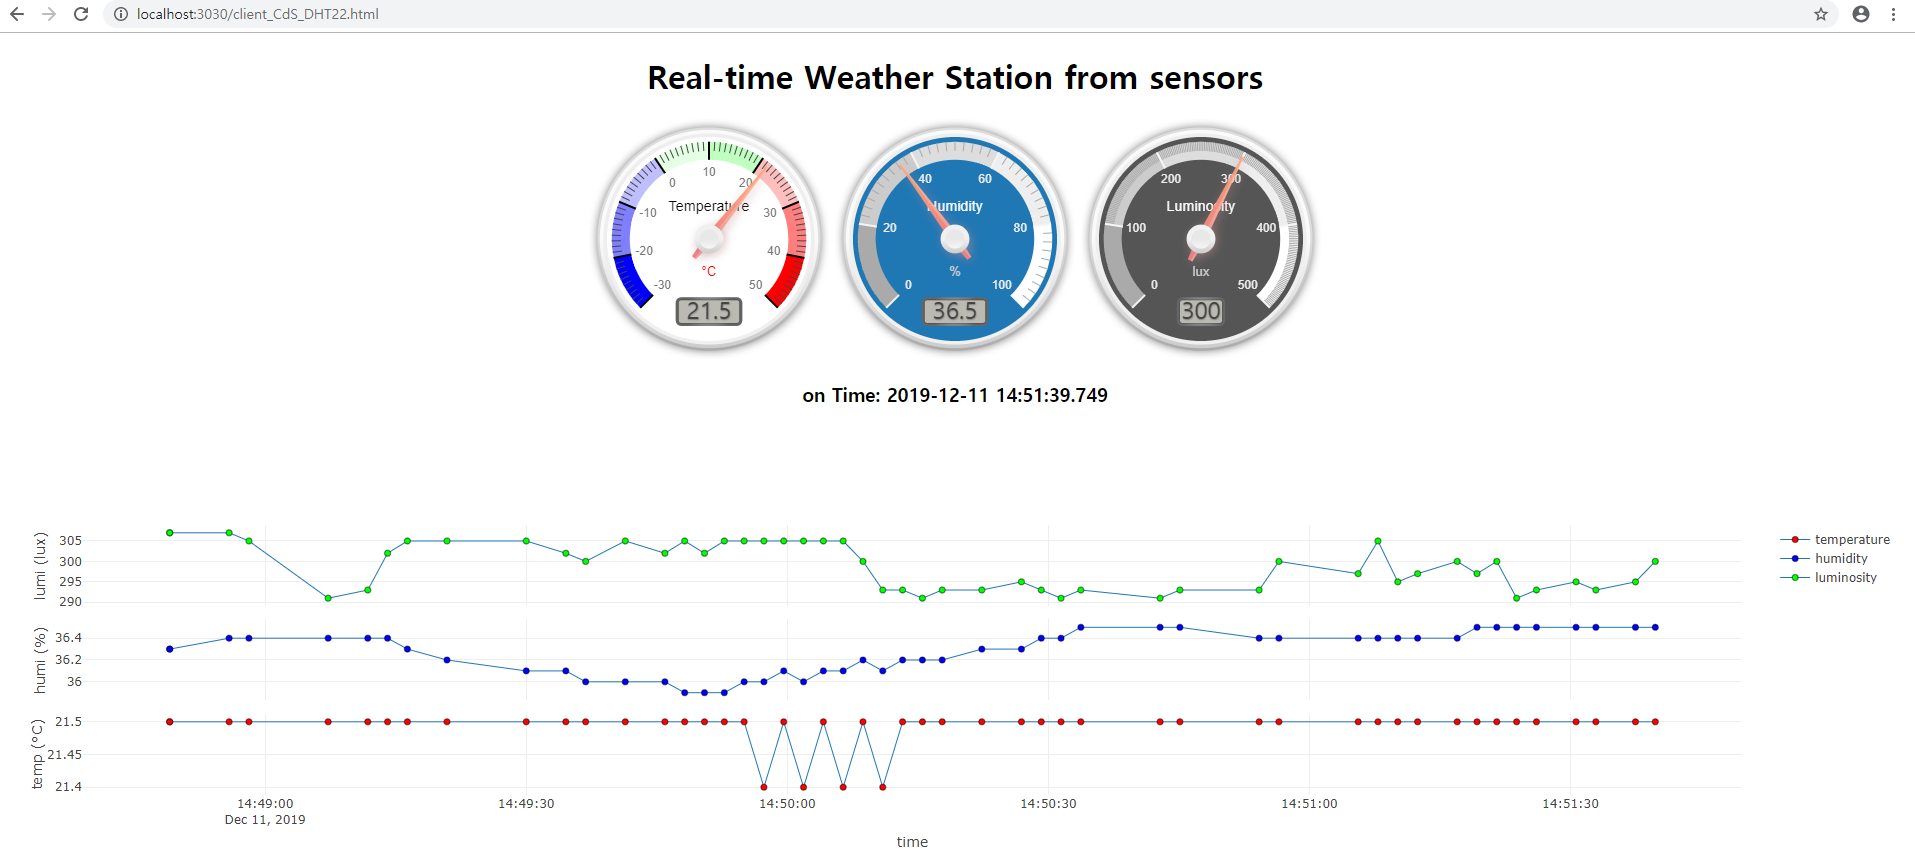 localhost:3030/client_CdS_DHT22.html
Real-time Weather Station from sensors
-30 -20 -10 0 10 20 30 40 50
Temperature
°C
21.5
0 20 40 60 80 100
Humidity
%
36.5
0 100 200 300 400 500
Luminosity
lux
300
on Time: 2019-12-11 14:51:39.749
lumi (lux)
305
300
295
290
humi (%)
36.4
36.2
36
temp (°C)
21.5
21.45
21.4
14:49:00 14:49:30 14:50:00 14:50:30 14:51:00 14:51:30
Dec 11, 2019
time
temperature
humidity
luminosity